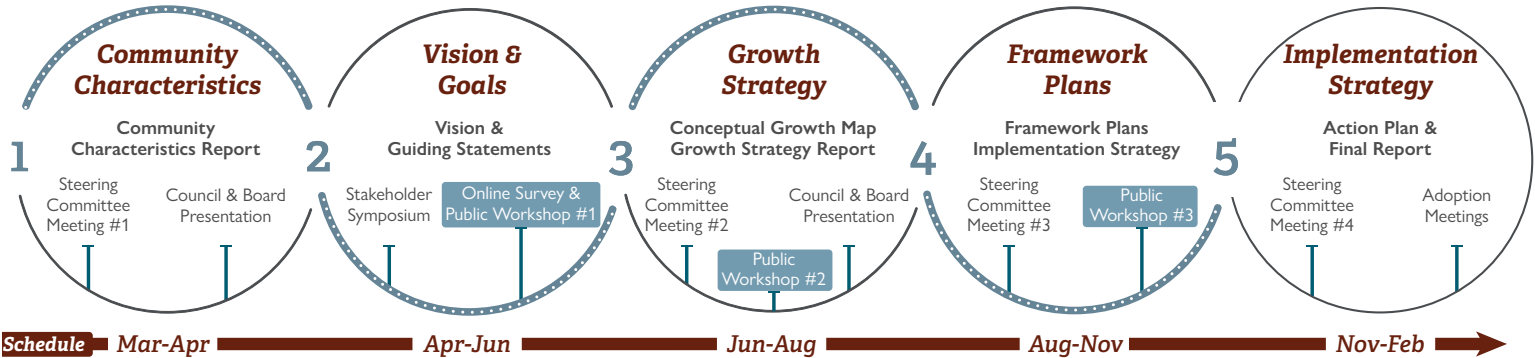 1
Community
Characteristics
Community
Characteristics Report
Steering
Committee
Meeting #1
Council & Board
Presentation
2
Vision &
Goals
Vision &
Guiding Statements
Stakeholder
Symposium
Online Survey &
Public Workshop #1
3
Growth
Strategy
Conceptual Growth Map
Growth Strategy Report
Steering
Committee
Meeting #2
Public
Workshop #2
Council & Board
Presentation
4
Framework
Plans
Framework Plans
Implementation Strategy
Steering
Committee
Meeting #3
Public
Workshop #3
5
Implementation
Strategy
Action Plan &
Final Report
Steering
Committee
Meeting #4
Adoption
Meetings
Schedule
Mar-Apr
Apr-Jun
Jun-Aug
Aug-Nov
Nov-Feb